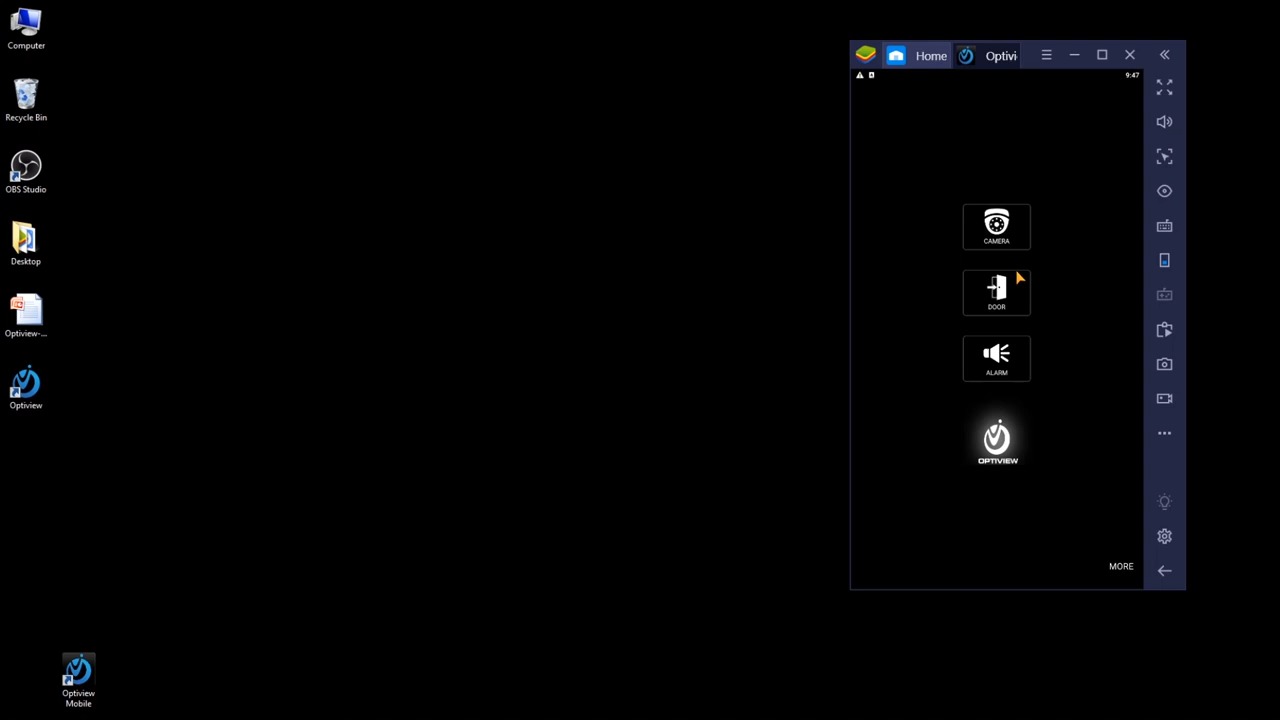 Computer
Recycle Bin
OBS Studio
Desktop
Optiview-...
Optiview
Optiview
Mobile
Home
Optivi
9:47
CAMERA
DOOR
ALARM
OPTIVIEW
MORE